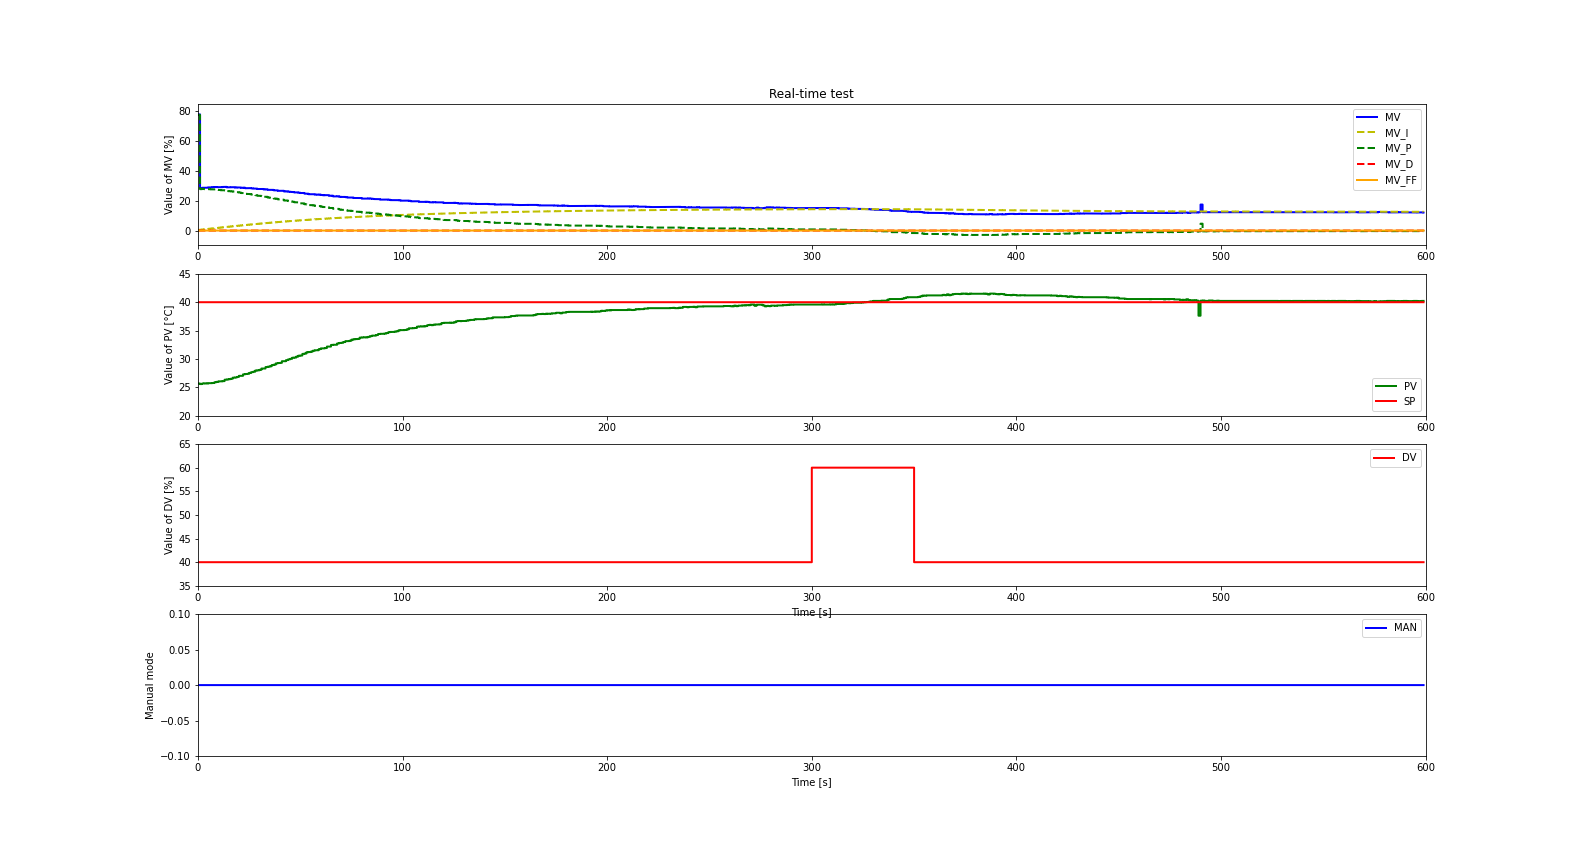 Real-time test
Value of MV [%]
80
60
40
20
0
MV
MV_I
MV_P
MV_D
MV_FF
0 100 200 300 400 500 600
Value of PV [°C]
45
40
35
30
25
20
PV
SP
0 100 200 300 400 500 600
Value of DV [%]
65
60
55
50
45
40
35
DV
0 100 200 300 400 500 600
Time [s]
Manual mode
0.10
0.05
0.00
−0.05
−0.10
MAN
0 100 200 300 400 500 600
Time [s]